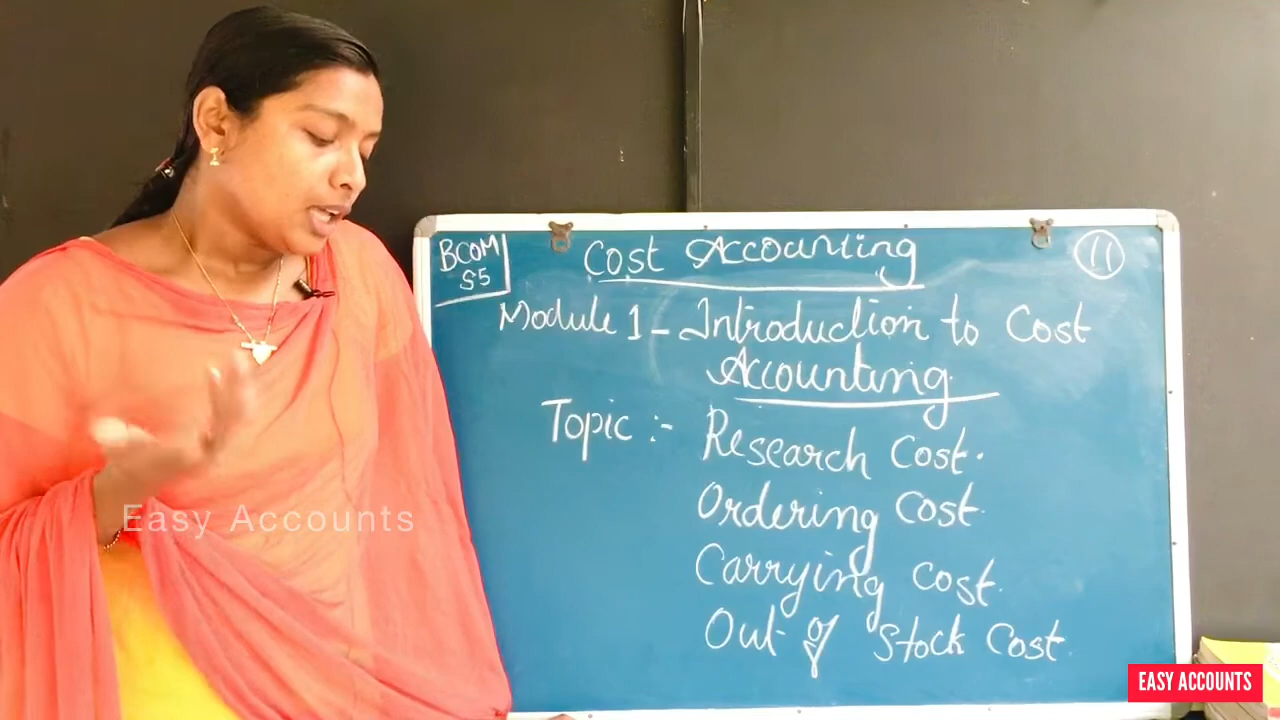 BCOM
S5
Cost Accounting
11
Module 1 - Introduction to Cost
Accounting
Topic :- Research Cost.
Ordering Cost.
Carrying Cost.
Out of Stock Cost.
Easy Accounts
EASY ACCOUNTS